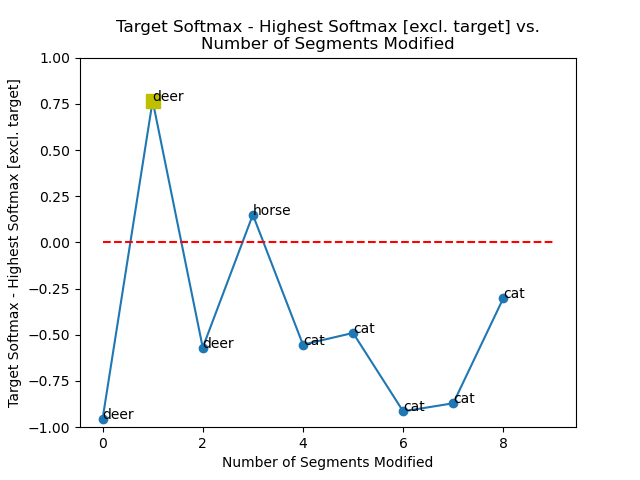 Target Softmax - Highest Softmax [excl. target] vs.
Number of Segments Modified
Target Softmax - Highest Softmax [excl. target]
1.00
0.75
0.50
0.25
0.00
−0.25
−0.50
−0.75
−1.00
deer
deer
deer
horse
cat
cat
cat
cat
cat
0 2 4 6 8
Number of Segments Modified